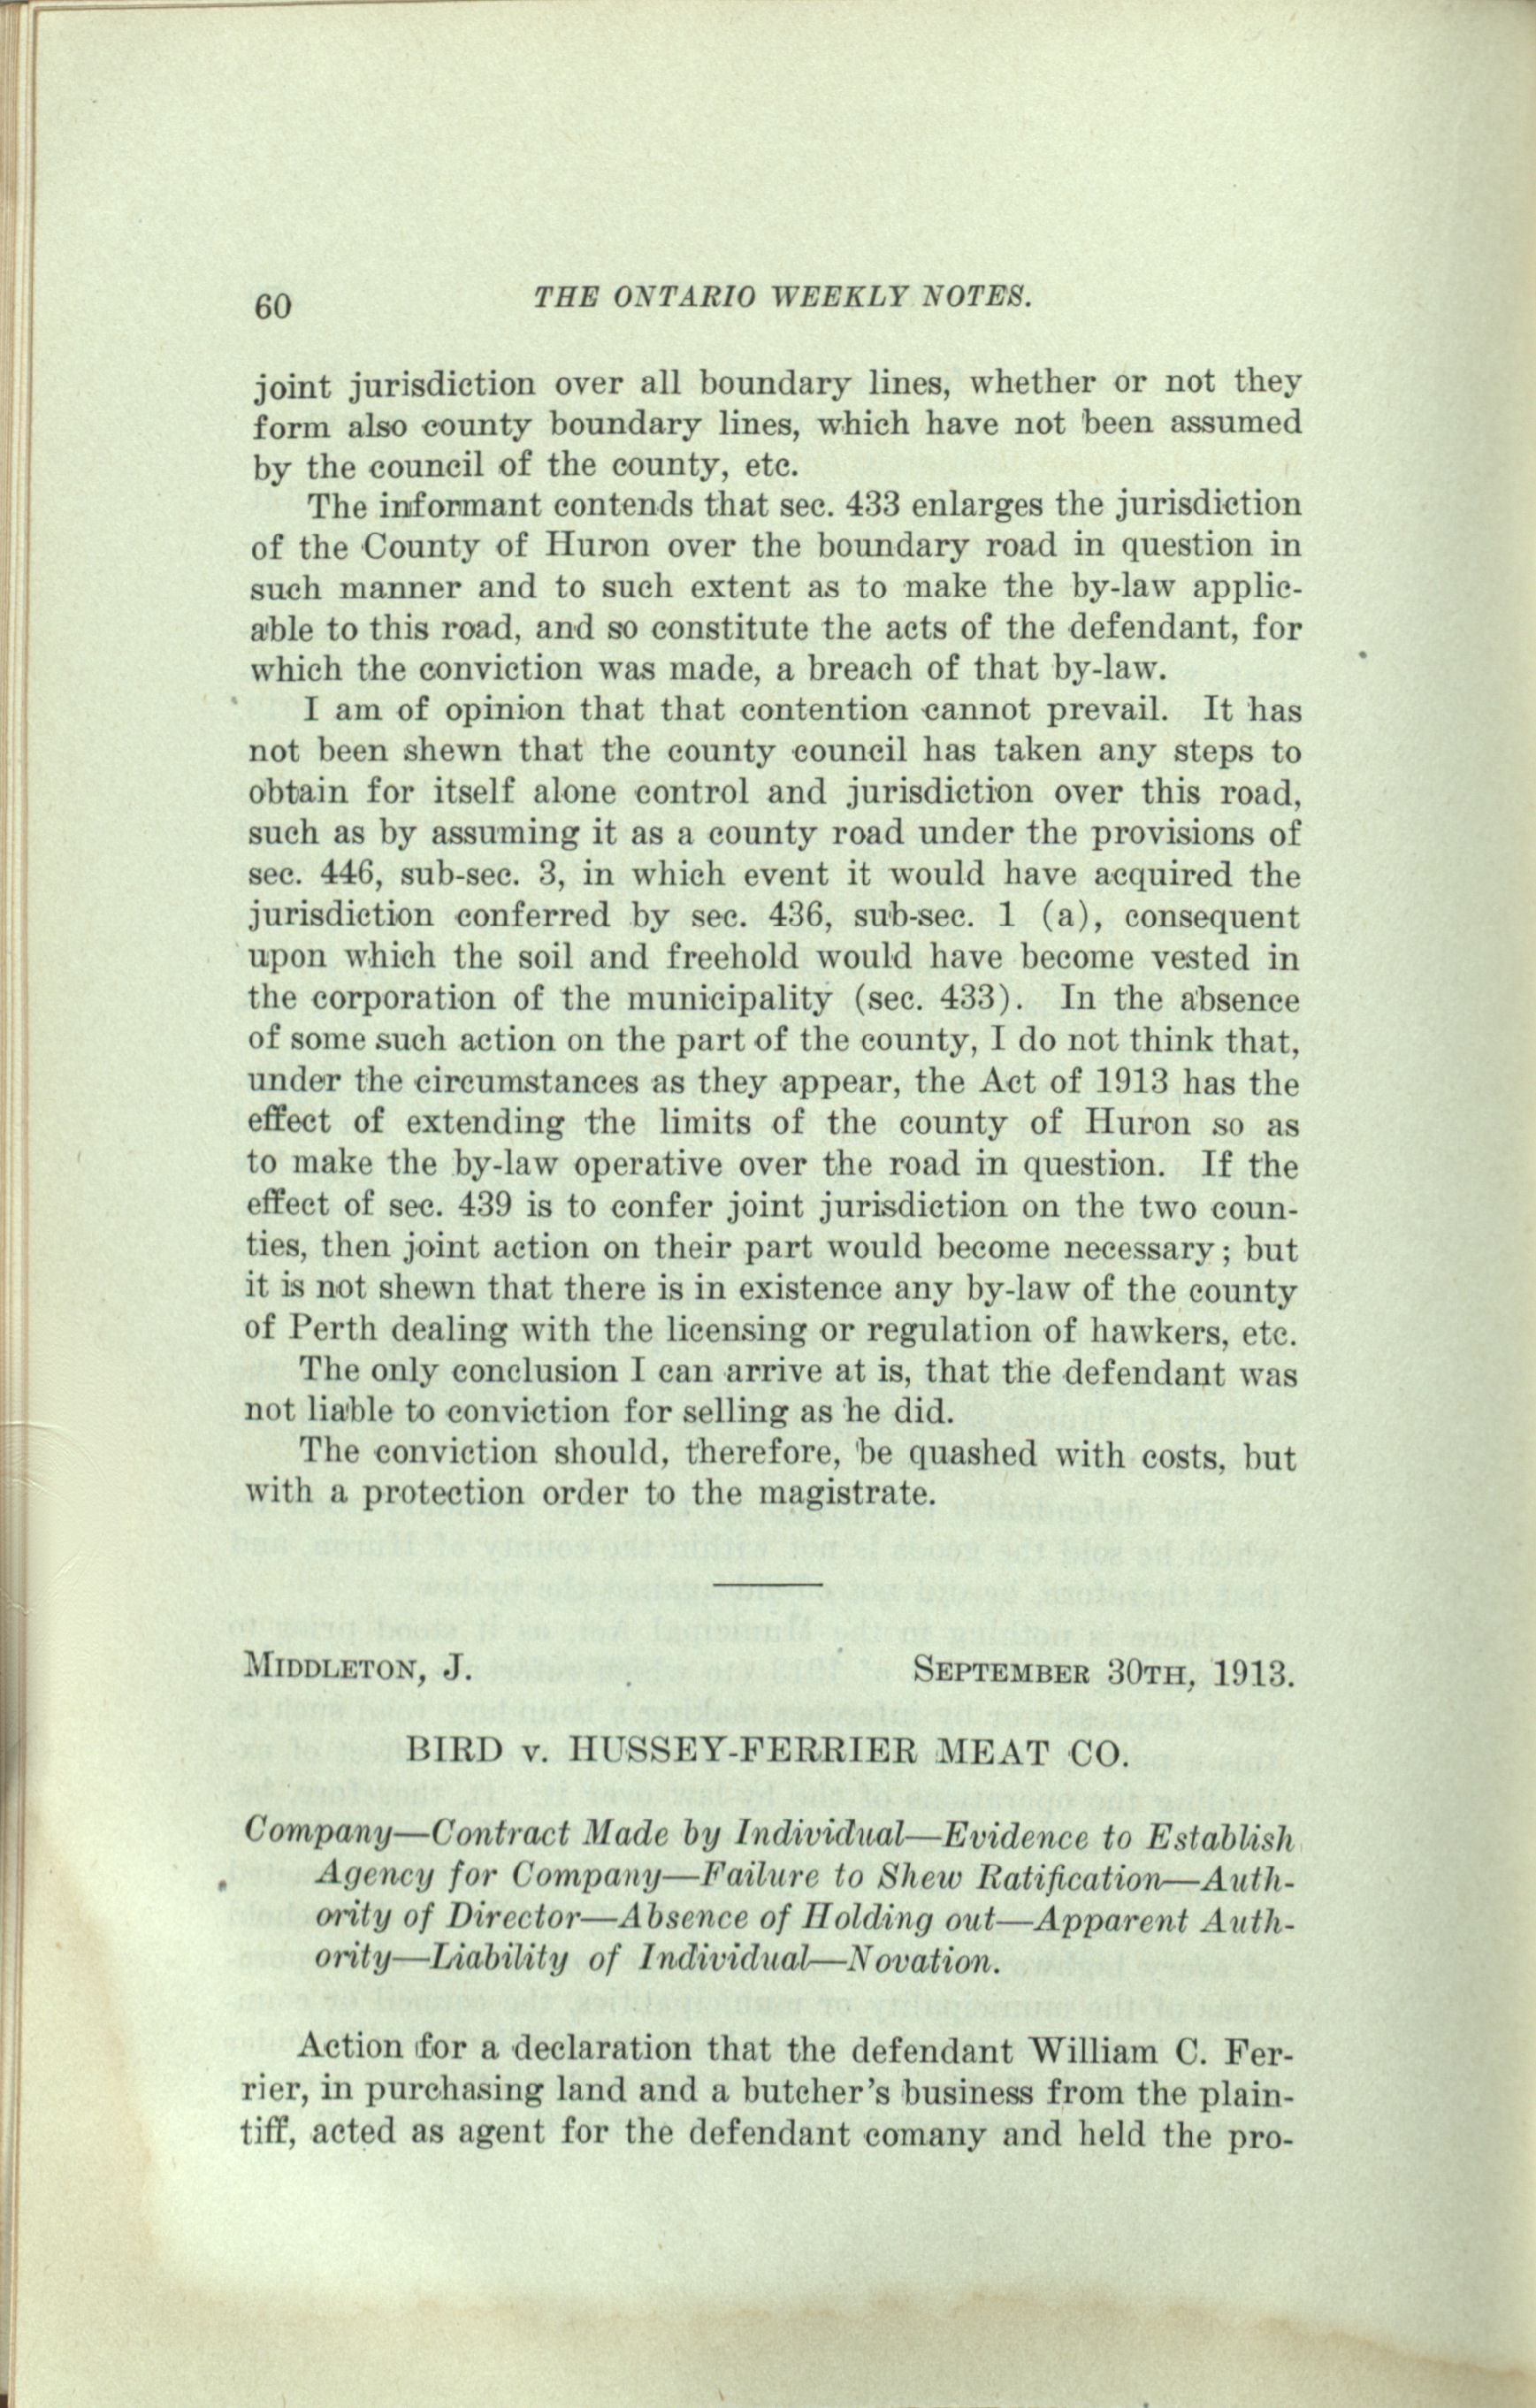 60
THE ONTARIO WEEKLY NOTES.
joint jurisdiction over all boundary lines, whether or not they
form also county boundary lines, which have not been assumed
by the council of the county, etc.
The informant contends that sec. 433 enlarges the jurisdiction
of the County of Huron over the boundary road in question in
such manner and to such extent as to make the by-law applic-
able to this road, and so constitute the acts of the defendant, for
which the conviction was made, a breach of that by-law.
I am of opinion that that contention cannot prevail. It has
not been shewn that the county council has taken any steps to
obtain for itself alone control and jurisdiction over this road,
such as by assuming it as a county road under the provisions of
sec. 446, sub-sec. 3, in which event it would have acquired the
jurisdiction conferred by sec. 436, sub-sec. 1 (a), consequent
upon which the soil and freehold would have become vested in
the corporation of the municipality (sec. 433). In the absence
of some such action on the part of the county, I do not think that,
under the circumstances as they appear, the Act of 1913 has the
effect of extending the limits of the county of Huron so as
to make the by-law operative over the road in question. If the
effect of sec. 439 is to confer joint jurisdiction on the two coun-
ties, then joint action on their part would become necessary; but
it is not shewn that there is in existence any by-law of the county
of Perth dealing with the licensing or regulation of hawkers, etc.
The only conclusion I can arrive at is, that the defendant was
not liable to conviction for selling as he did.
The conviction should, therefore, be quashed with costs, but
with a protection order to the magistrate.
MIDDLETON, J.
SEPTEMBER 30TH, 1913.
BIRD v. HUSSEY-FERRIER MEAT CO.
Company—Contract Made by Individual—Evidence to Establish
Agency for Company—Failure to Shew Ratification—Auth-
ority of Director—Absence of Holding out—Apparent Auth-
ority—Liability of Individual—Novation.
Action for a declaration that the defendant William C. Fer-
rier, in purchasing land and a butcher's business from the plain-
tiff, acted as agent for the defendant comany and held the pro-